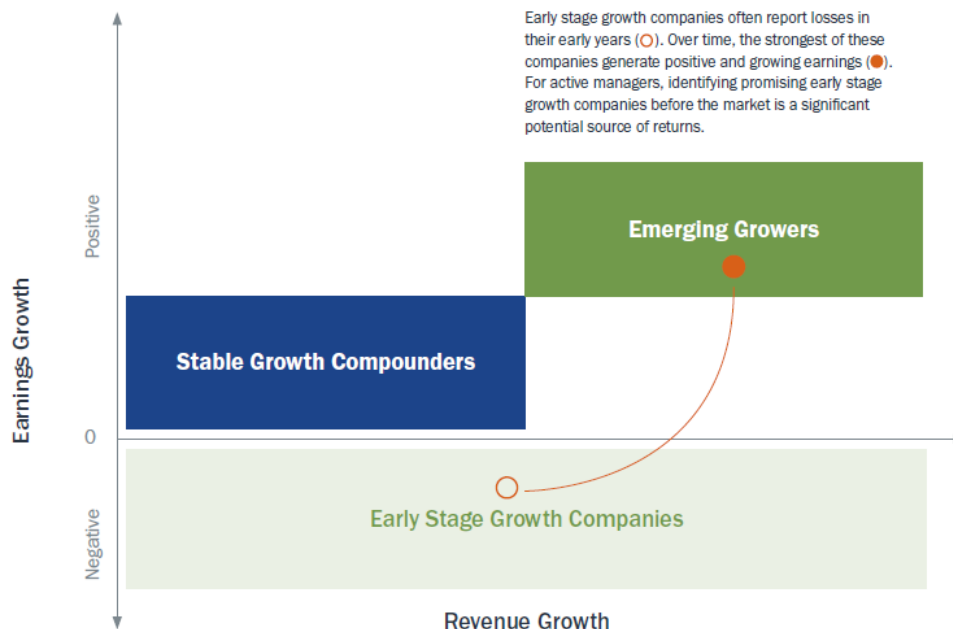 Early stage growth companies often report losses in
their early years (○). Over time, the strongest of these
companies generate positive and growing earnings (●).
For active managers, identifying promising early stage
growth companies before the market is a significant
potential source of returns.
Positive
Emerging Growers
Earnings Growth
Stable Growth Compounders
0
Early Stage Growth Companies
Negative
Revenue Growth